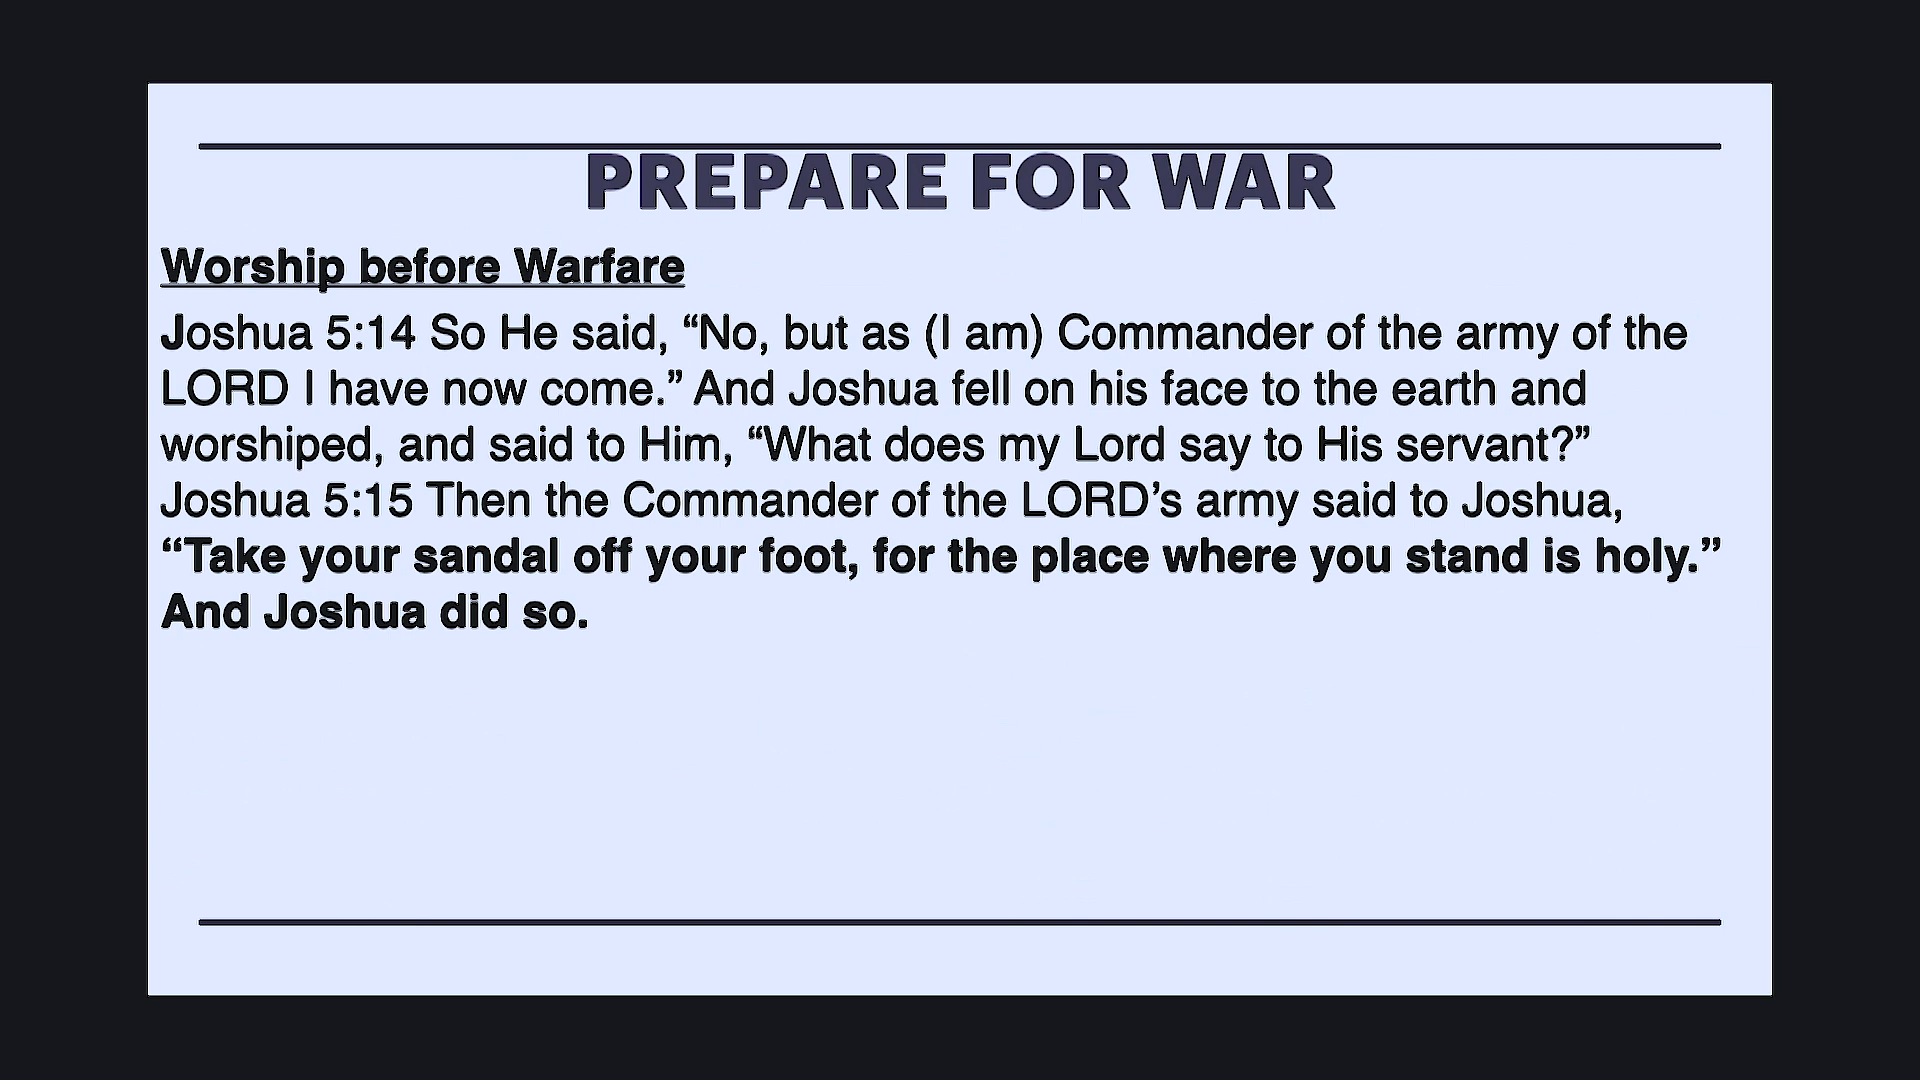 PREPARE FOR WAR
Worship before Warfare
Joshua 5:14 So He said, “No, but as (I am) Commander of the army of the
LORD I have now come.” And Joshua fell on his face to the earth and
worshiped, and said to Him, “What does my Lord say to His servant?”
Joshua 5:15 Then the Commander of the LORD’s army said to Joshua,
“Take your sandal off your foot, for the place where you stand is holy.”
And Joshua did so.